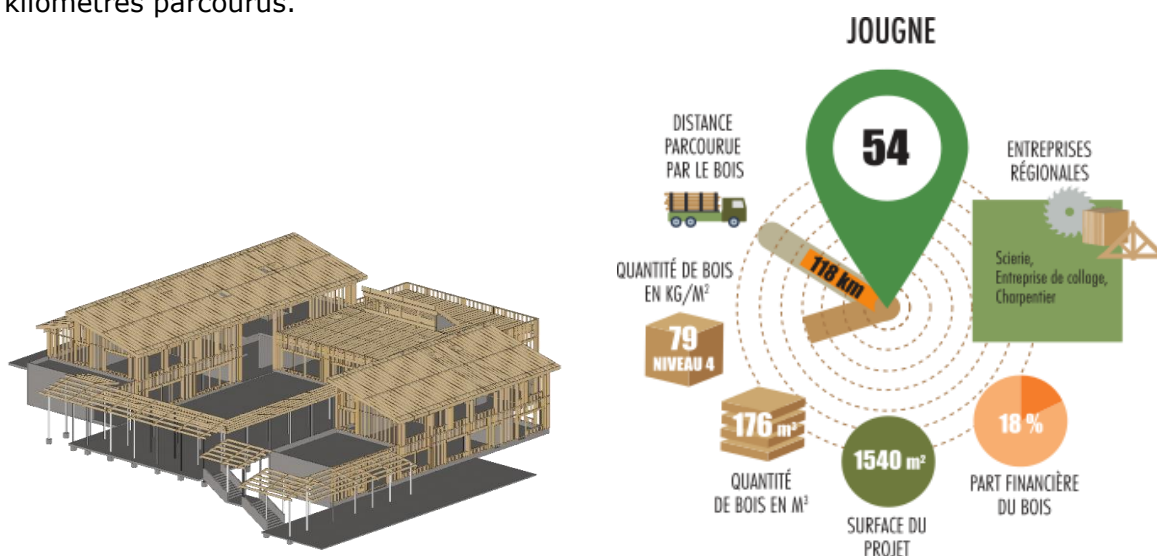 kilomètres parcourus.
JOUGNE
54
DISTANCE
PARCOURUE
PAR LE BOIS
ENTREPRISES
RÉGIONALES
118 km
Scierie,
Entreprise de collage,
Charpentier
QUANTITÉ DE BOIS
EN KG/M²
79
NIVEAU 4
176 m³
QUANTITÉ
DE BOIS EN M³
1540 m²
SURFACE DU
PROJET
18 %
PART FINANCIÈRE
DU BOIS